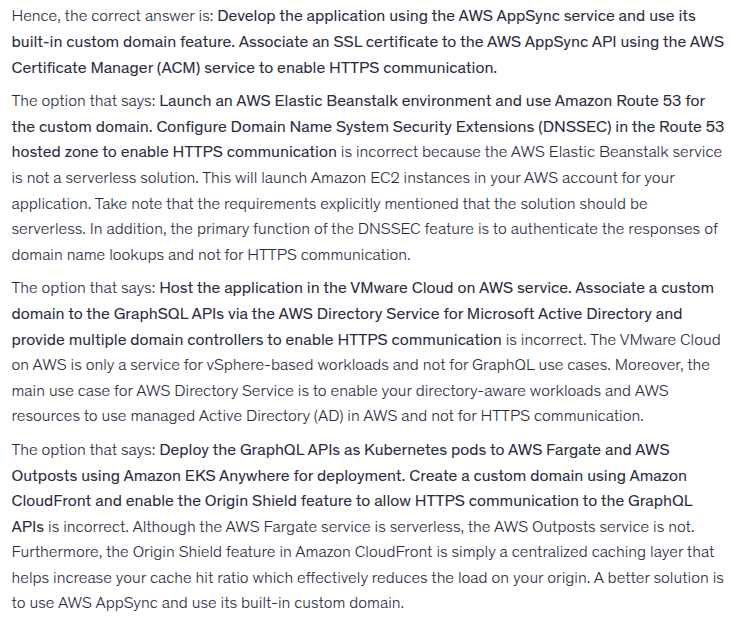 Hence, the correct answer is: Develop the application using the AWS AppSync service and use its
built-in custom domain feature. Associate an SSL certificate to the AWS AppSync API using the AWS
Certificate Manager (ACM) service to enable HTTPS communication.
The option that says: Launch an AWS Elastic Beanstalk environment and use Amazon Route 53 for
the custom domain. Configure Domain Name System Security Extensions (DNSSEC) in the Route 53
hosted zone to enable HTTPS communication is incorrect because the AWS Elastic Beanstalk service
is not a serverless solution. This will launch Amazon EC2 instances in your AWS account for your
application. Take note that the requirements explicitly mentioned that the solution should be
serverless. In addition, the primary function of the DNSSEC feature is to authenticate the responses of
domain name lookups and not for HTTPS communication.
The option that says: Host the application in the VMware Cloud on AWS service. Associate a custom
domain to the GraphSQL APIs via the AWS Directory Service for Microsoft Active Directory and
provide multiple domain controllers to enable HTTPS communication is incorrect. The VMware Cloud
on AWS is only a service for vSphere-based workloads and not for GraphQL use cases. Moreover, the
main use case for AWS Directory Service is to enable your directory-aware workloads and AWS
resources to use managed Active Directory (AD) in AWS and not for HTTPS communication.
The option that says: Deploy the GraphQL APIs as Kubernetes pods to AWS Fargate and AWS
Outposts using Amazon EKS Anywhere for deployment. Create a custom domain using Amazon
CloudFront and enable the Origin Shield feature to allow HTTPS communication to the GraphQL
APIs is incorrect. Although the AWS Fargate service is serverless, the AWS Outposts service is not.
Furthermore, the Origin Shield feature in Amazon CloudFront is simply a centralized caching layer that
helps increase your cache hit ratio which effectively reduces the load on your origin. A better solution is
to use AWS AppSync and use its built-in custom domain.